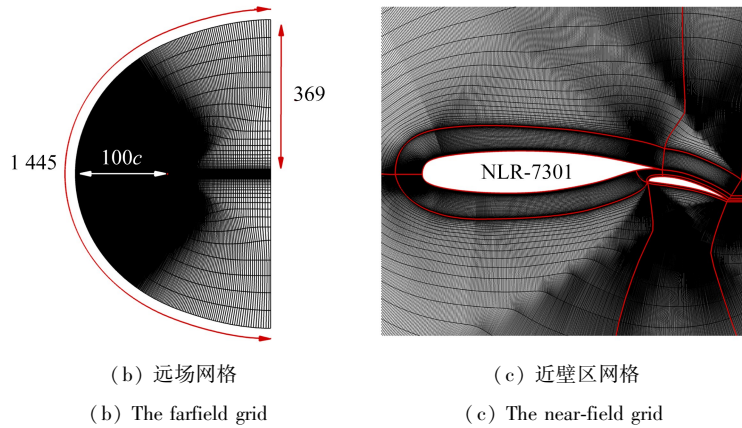 369
1 445
100c
NLR-7301
(b) 远场网格
(b) The farfield grid
(c) 近壁区网格
(c) The near-field grid